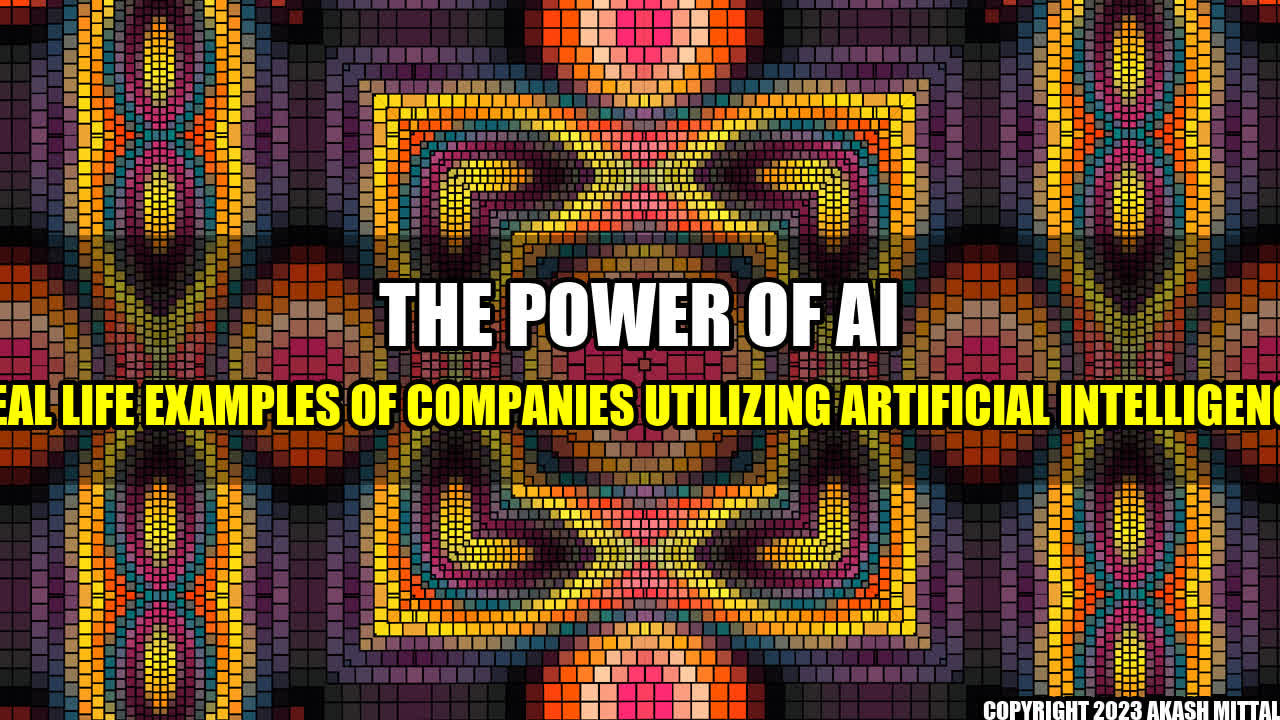 THE POWER OF AI
EAL LIFE EXAMPLES OF COMPANIES UTILIZING ARTIFICIAL INTELLIGENC
COPYRIGHT 2023 AKASH MITTAL